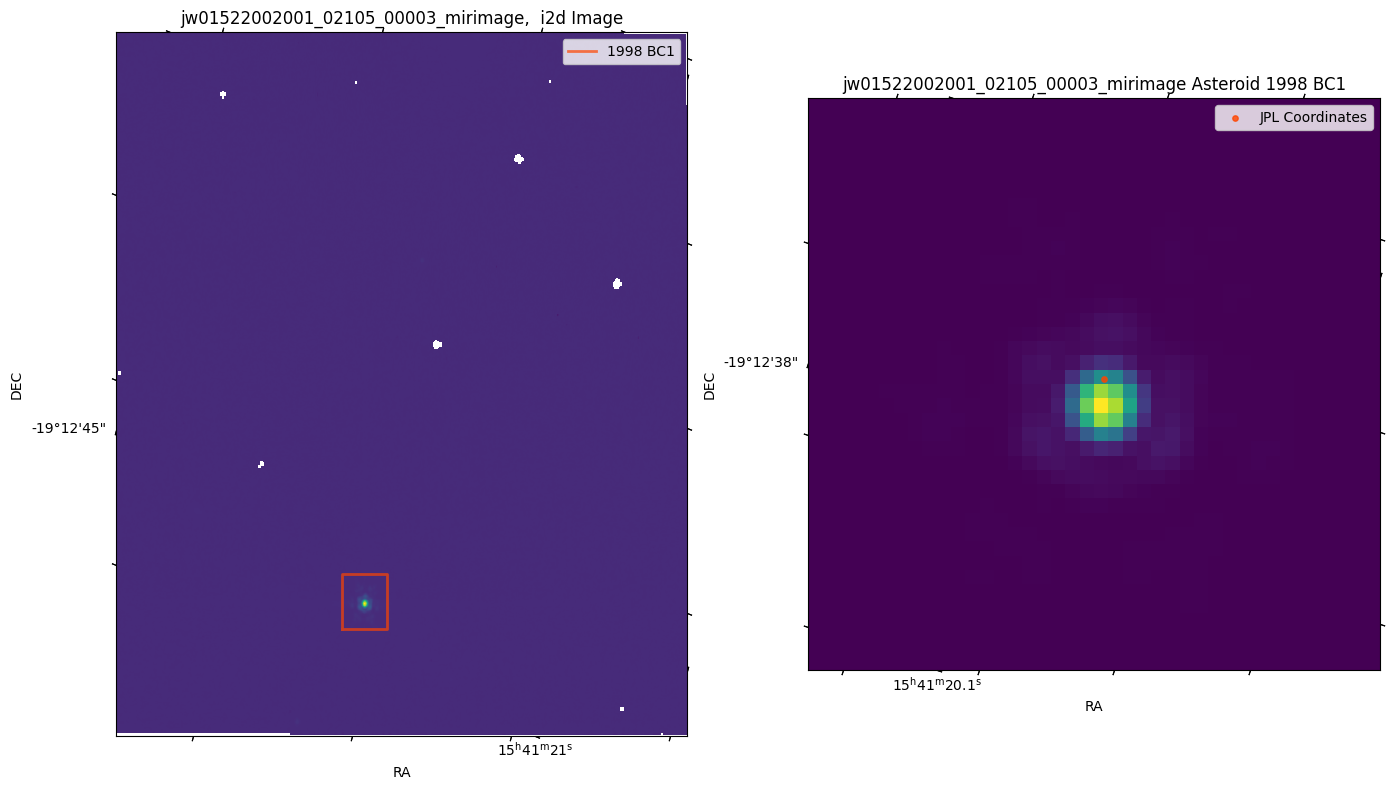 jw01522002001_02105_00003_mirimage,  i2d Image
1998 BC1
DEC
-19°12'45"
15h41m21s
RA
jw01522002001_02105_00003_mirimage Asteroid 1998 BC1
JPL Coordinates
DEC
-19°12'38"
15h41m20.1s
RA